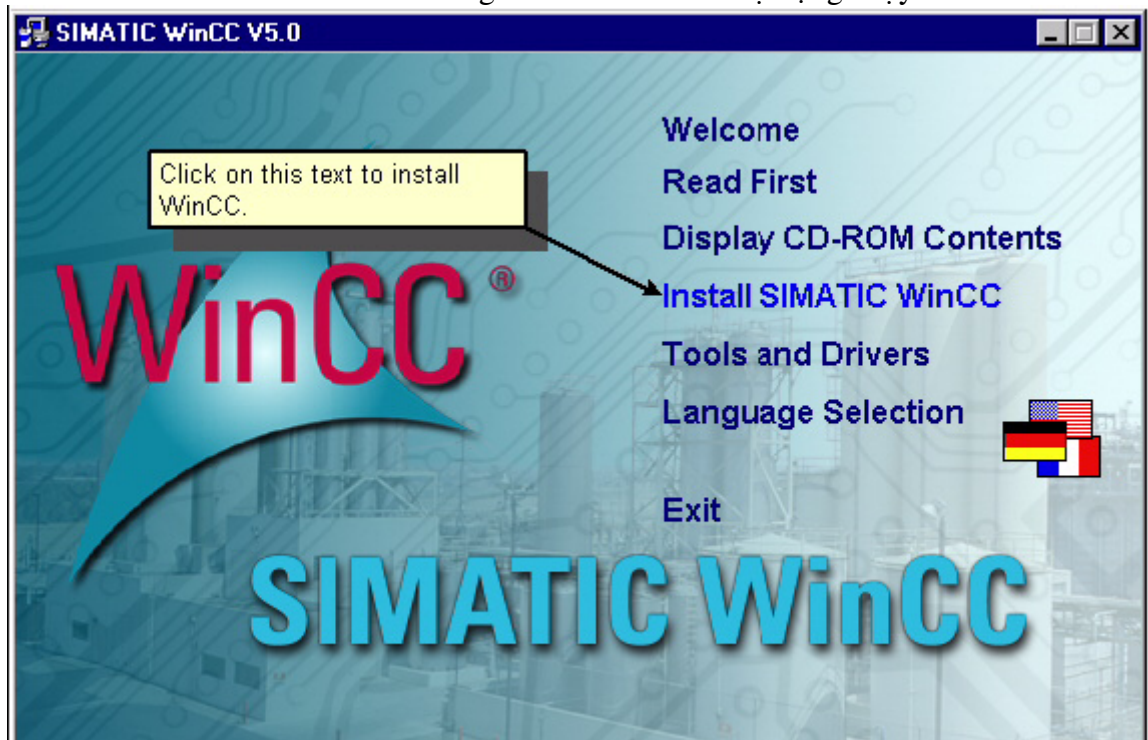 SIMATIC WinCC V5.0
Welcome
Click on this text to install
WinCC.
Read First
Display CD-ROM Contents
WinCC ®
Install SIMATIC WinCC
Tools and Drivers
Language Selection
Exit
SIMATIC WinCC